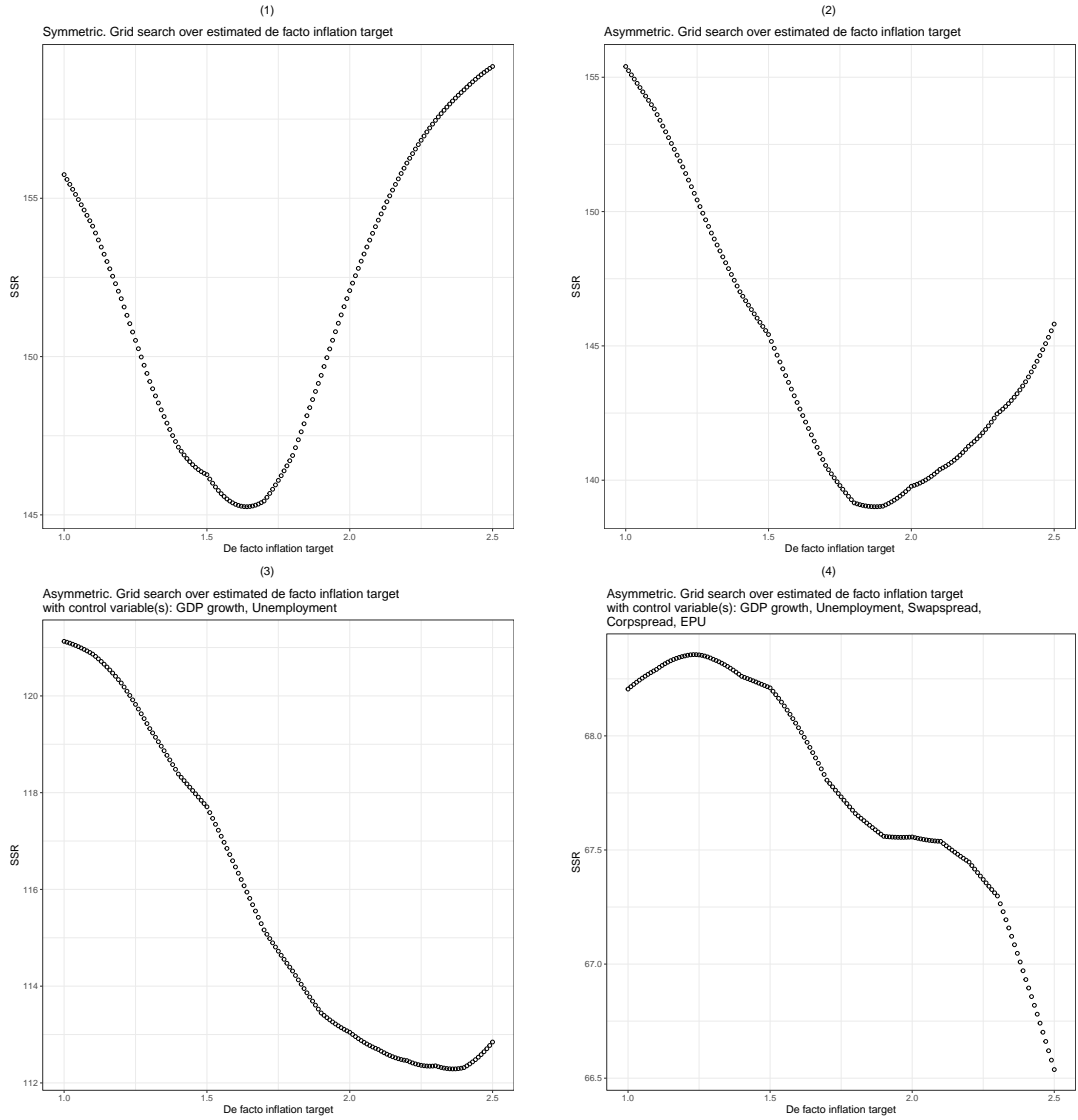 (1)
Symmetric. Grid search over estimated de facto inflation target
155
150
145
SSR
1.0
1.5
2.0
2.5
De facto inflation target
(2)
Asymmetric. Grid search over estimated de facto inflation target
155
150
145
140
SSR
1.0
1.5
2.0
2.5
De facto inflation target
(3)
Asymmetric. Grid search over estimated de facto inflation target
with control variable(s): GDP growth, Unemployment
120
118
116
114
112
SSR
1.0
1.5
2.0
2.5
De facto inflation target
(4)
Asymmetric. Grid search over estimated de facto inflation target
with control variable(s): GDP growth, Unemployment, Swapspread,
Corpspread, EPU
68.0
67.5
67.0
66.5
SSR
1.0
1.5
2.0
2.5
De facto inflation target